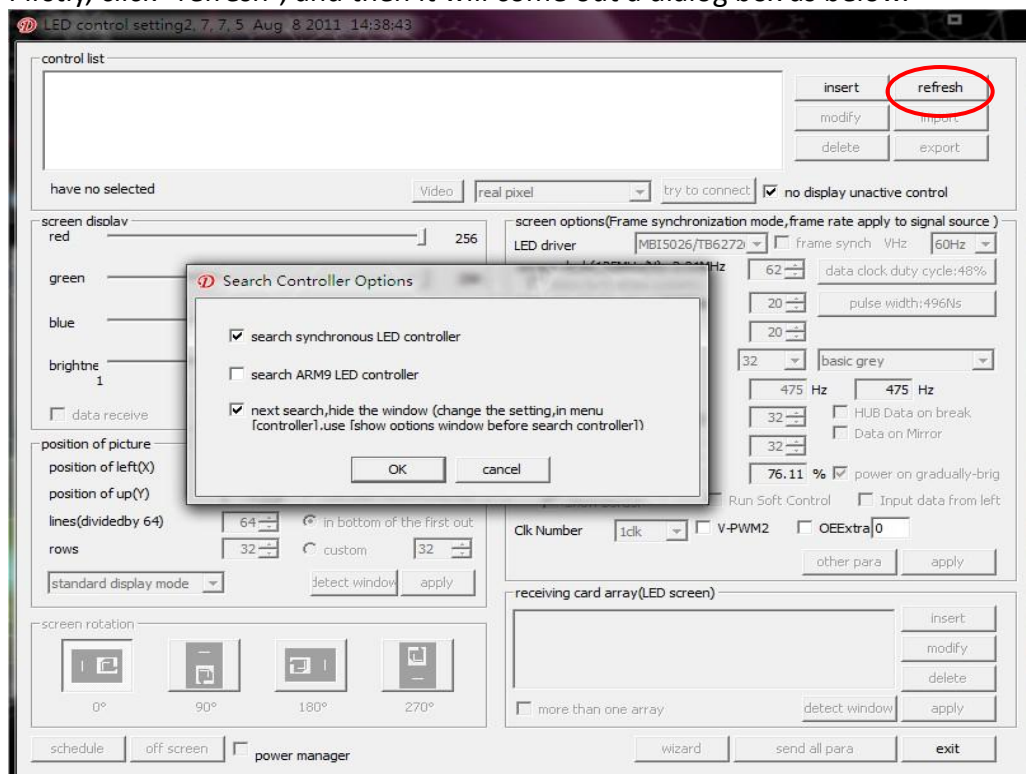 LED control setting2, 7, 7, 5 Aug 8 2011 14:38:43
control list
insert refresh
modify import
delete export
have no selected Video real pixel try to connect no display unactive control
screen display screen options(Frame synchronization mode,frame rate apply to signal source )
red 256 LED driver MBI5026/TB6272 frame synch VHz 60Hz
62 data clock duty cycle:48%
green Search Controller Options
20 pulse width:496Ns
blue search synchronous LED controller 20
brightne search ARM9 LED controller 32 basic grey
1
475 Hz 475 Hz
data receive next search,hide the window (change the setting,in menu 32 HUB Data on break
[controller],use [show options window before search controller]) Data on Mirror
position of picture 32
position of left(X) OK cancel 76.11 % power on gradually-brig
position of up(Y) Run Soft Control Input data from left
lines(dividedby 64) 64 in bottom of the first out
Clk Number 1clk V-PWM2 OEExtra 0
rows 32 custom 32
other para apply
standard display mode detect window apply
receiving card array(LED screen)
insert
screen rotation
modify
delete
0° 90° 180° 270° more than one array detect window apply
schedule off screen power manager wizard send all para exit